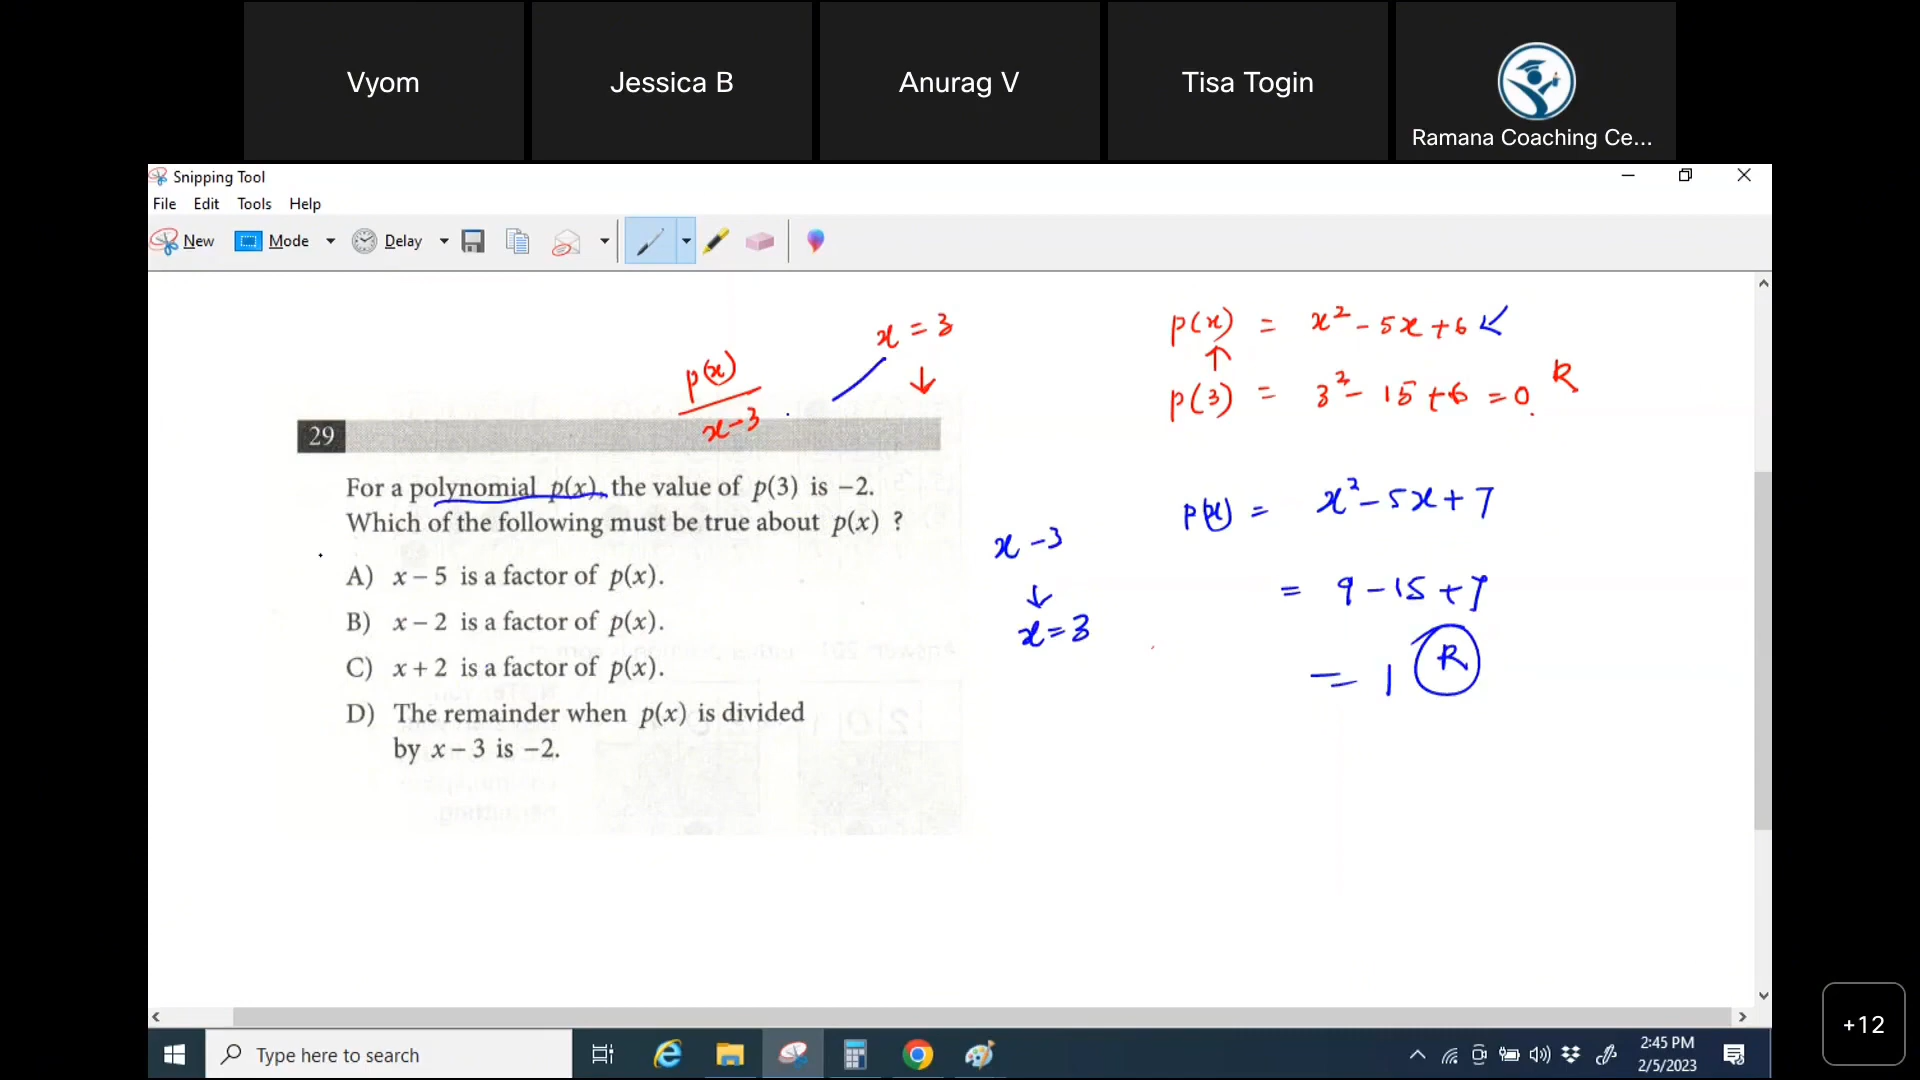 Vyom
Jessica B
Anurag V
Tisa Togin
Ramana Coaching Ce...
Snipping Tool
File Edit Tools Help
New Mode Delay
x = 3
p(x)
x-3
p(x) = x² - 5x + 6
p(3) = 3² - 15 + 6 = 0. R
29
For a polynomial p(x), the value of p(3) is −2.
Which of the following must be true about p(x) ?
A) x − 5 is a factor of p(x).
B) x − 2 is a factor of p(x).
C) x + 2 is a factor of p(x).
D) The remainder when p(x) is divided
by x − 3 is −2.
x - 3
x = 3
p(x) = x² - 5x + 7
= 9 - 15 + 7
= 1 R
+12
Type here to search
2:45 PM
2/5/2023